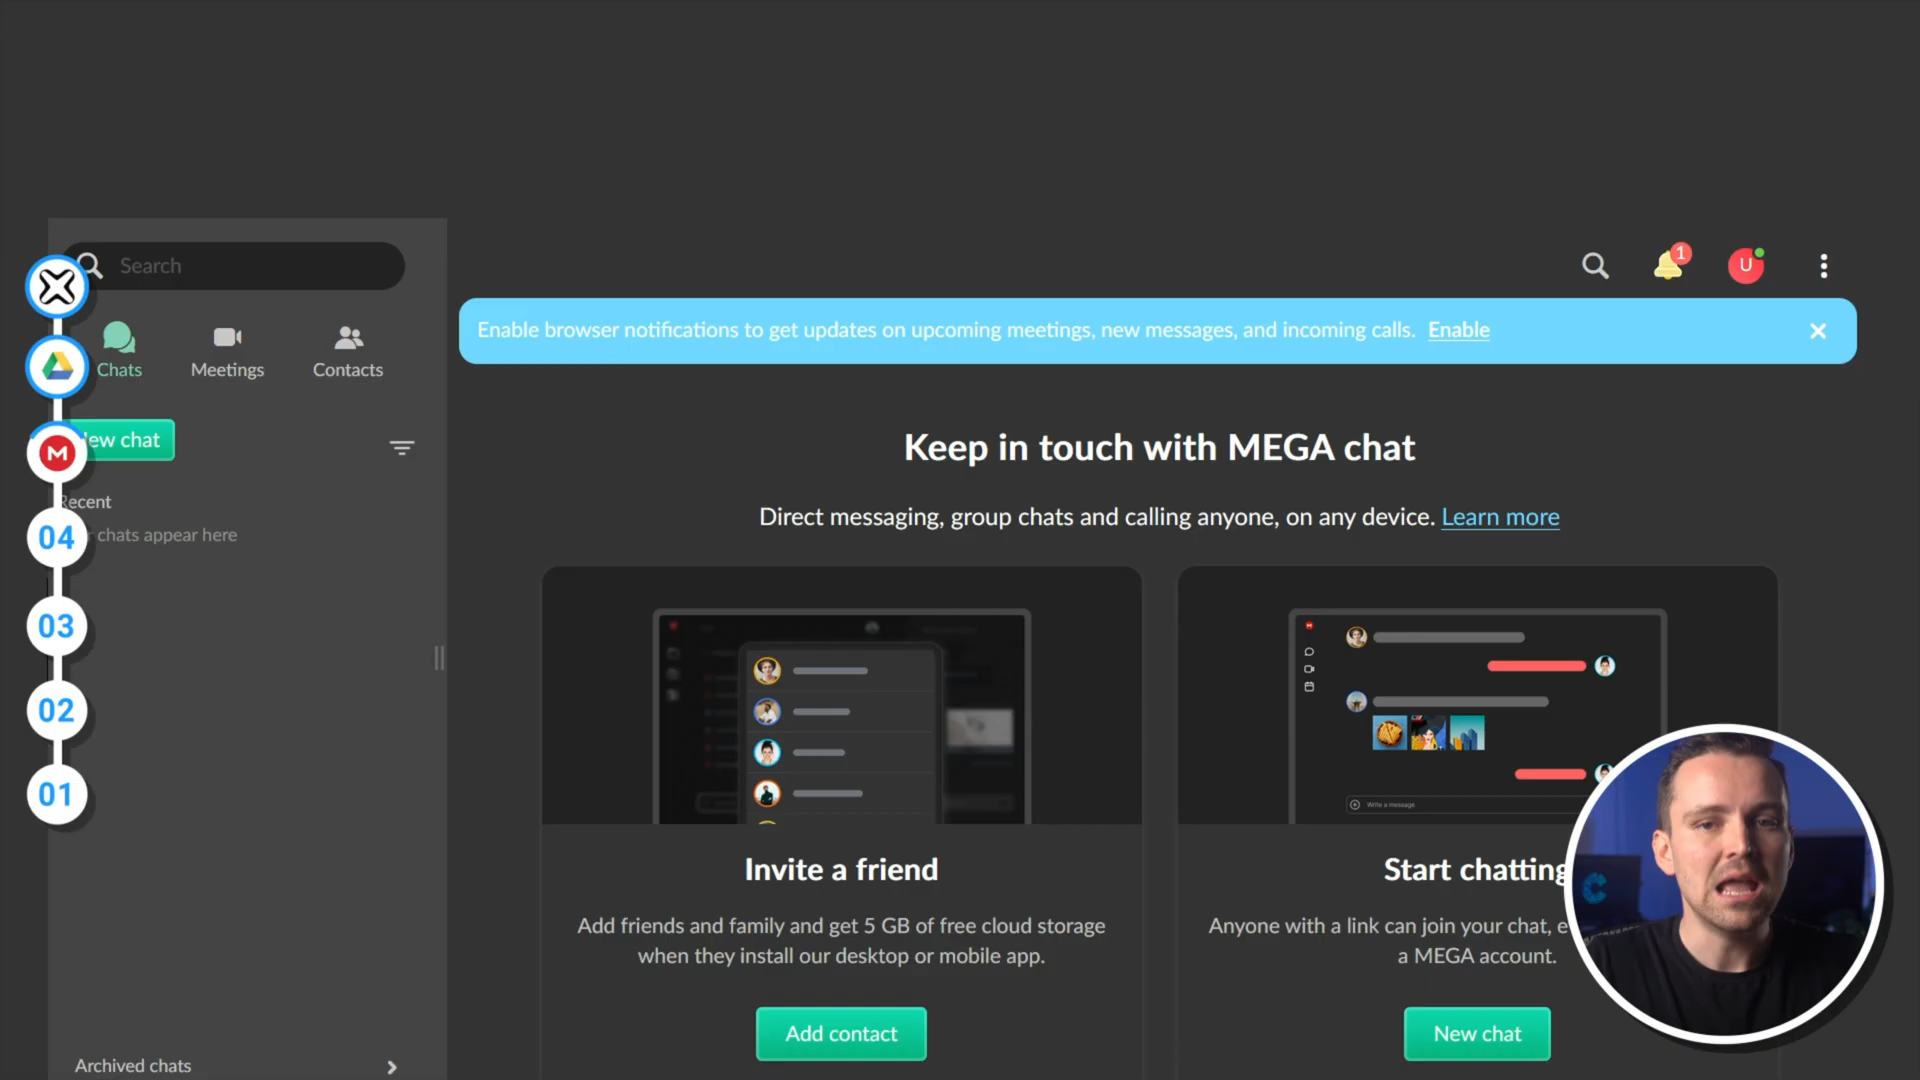 Search
1
U
Enable browser notifications to get updates on upcoming meetings, new messages, and incoming calls. Enable
Chats
Meetings
Contacts
ew chat
Keep in touch with MEGA chat
Recent
Direct messaging, group chats and calling anyone, on any device. Learn more
chats appear here
M
04
03
02
01
Write a message
Invite a friend
Add friends and family and get 5 GB of free cloud storage
when they install our desktop or mobile app.
Add contact
Start chatting
Anyone with a link can join your chat, e
a MEGA account.
New chat
Archived chats